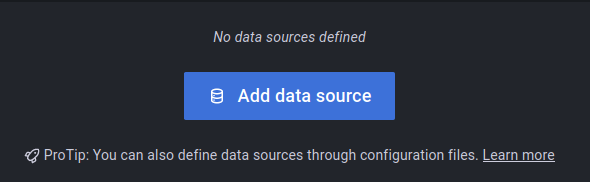 No data sources defined
Add data source
ProTip: You can also define data sources through configuration files. Learn more